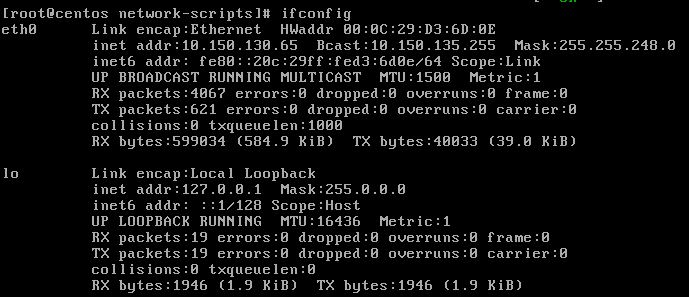 [root@centos network-scripts]# ifconfig
eth0      Link encap:Ethernet  HWaddr 00:0C:29:D3:6D:0E
          inet addr:10.150.130.65  Bcast:10.150.135.255  Mask:255.255.248.0
          inet6 addr: fe80::20c:29ff:fed3:6d0e/64 Scope:Link
          UP BROADCAST RUNNING MULTICAST  MTU:1500  Metric:1
          RX packets:4067 errors:0 dropped:0 overruns:0 frame:0
          TX packets:621 errors:0 dropped:0 overruns:0 carrier:0
          collisions:0 txqueuelen:1000
          RX bytes:599034 (584.9 KiB)  TX bytes:40033 (39.0 KiB)
lo        Link encap:Local Loopback
          inet addr:127.0.0.1  Mask:255.0.0.0
          inet6 addr: ::1/128 Scope:Host
          UP LOOPBACK RUNNING  MTU:16436  Metric:1
          RX packets:19 errors:0 dropped:0 overruns:0 frame:0
          TX packets:19 errors:0 dropped:0 overruns:0 carrier:0
          collisions:0 txqueuelen:0
          RX bytes:1946 (1.9 KiB)  TX bytes:1946 (1.9 KiB)